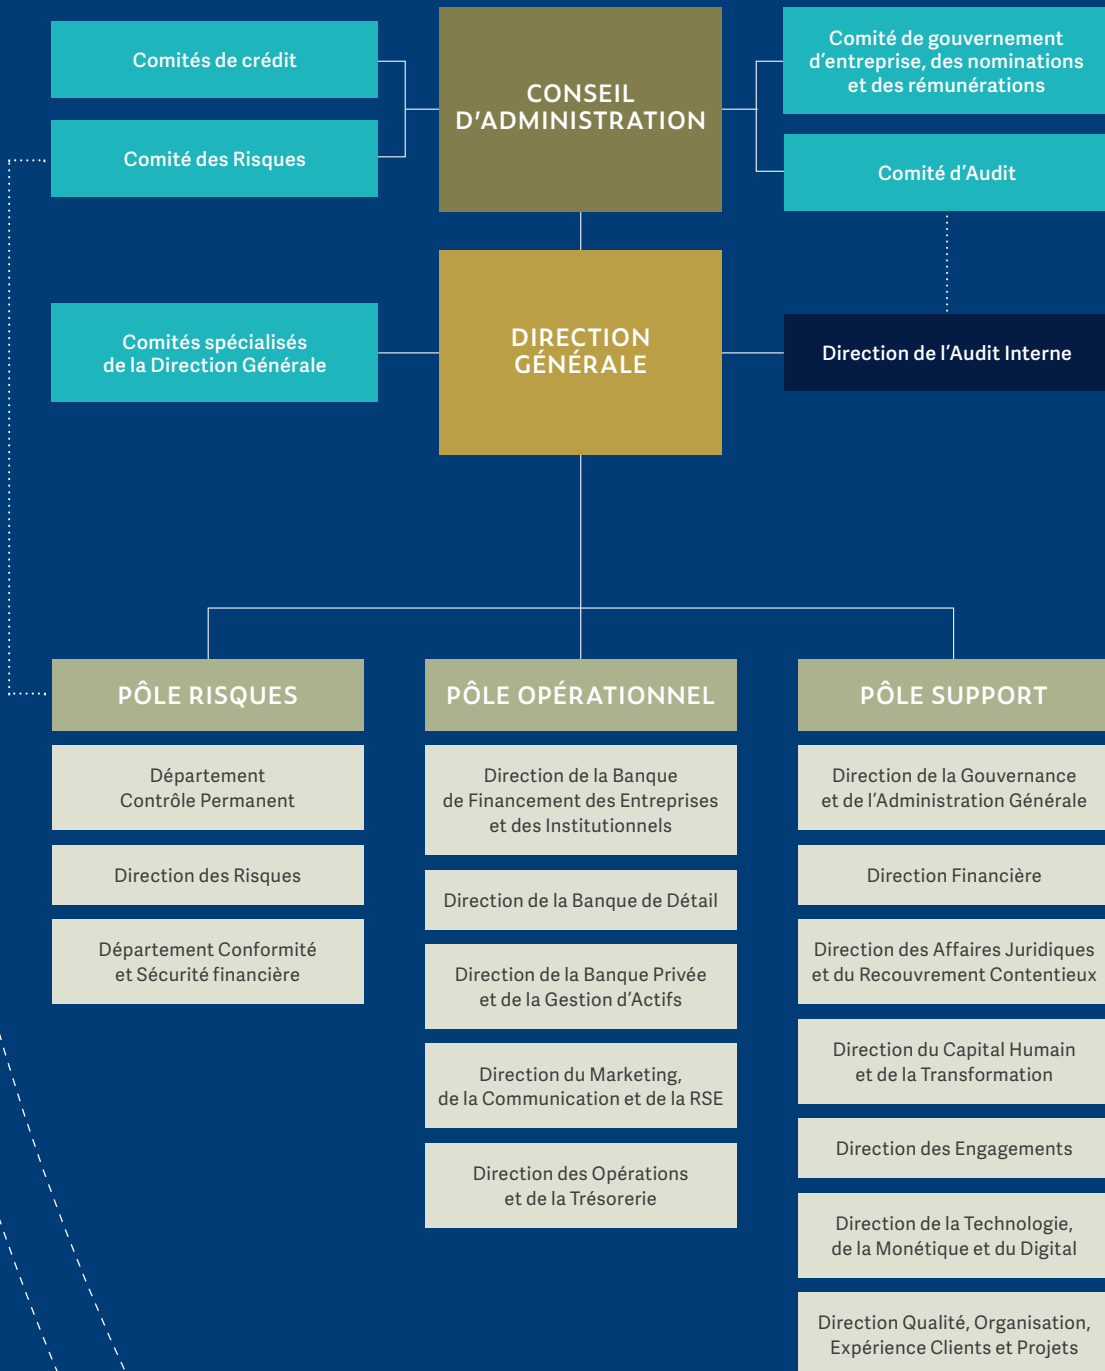 Comités de crédit
Comité des Risques
CONSEIL
D'ADMINISTRATION
Comité de gouvernement
d'entreprise, des nominations
et des rémunérations
Comité d'Audit
Comités spécialisés
de la Direction Générale
DIRECTION
GÉNÉRALE
Direction de l'Audit Interne
PÔLE RISQUES
Département
Contrôle Permanent
Direction des Risques
Département Conformité
et Sécurité financière
PÔLE OPÉRATIONNEL
Direction de la Banque
de Financement des Entreprises
et des Institutionnels
Direction de la Banque de Détail
Direction de la Banque Privée
et de la Gestion d'Actifs
Direction du Marketing,
de la Communication et de la RSE
Direction des Opérations
et de la Trésorerie
PÔLE SUPPORT
Direction de la Gouvernance
et de l'Administration Générale
Direction Financière
Direction des Affaires Juridiques
et du Recouvrement Contentieux
Direction du Capital Humain
et de la Transformation
Direction des Engagements
Direction de la Technologie,
de la Monétique et du Digital
Direction Qualité, Organisation,
Expérience Clients et Projets